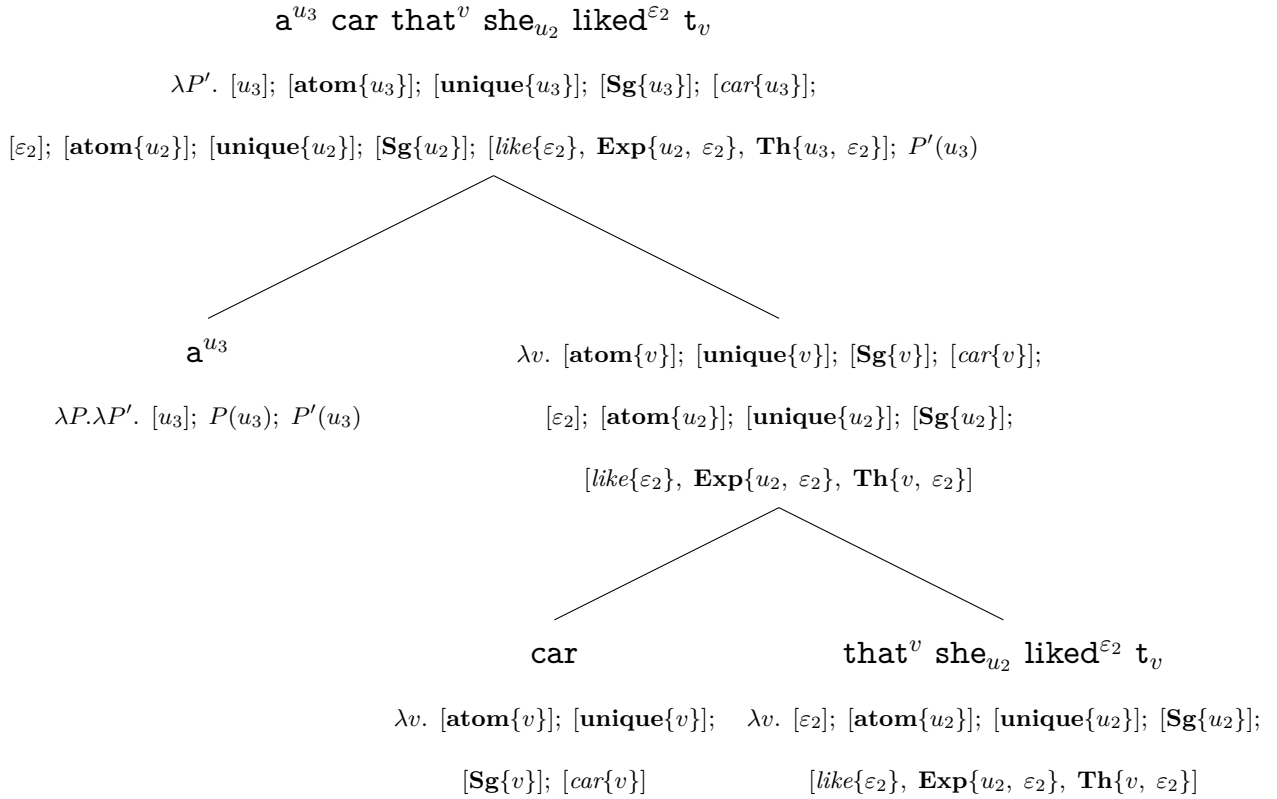 a^{u_3} car that^v she_{u_2} liked^{ε_2} t_v
λP′. [u_3]; [atom{u_3}]; [unique{u_3}]; [Sg{u_3}]; [car{u_3}];
[ε_2]; [atom{u_2}]; [unique{u_2}]; [Sg{u_2}]; [like{ε_2}, Exp{u_2, ε_2}, Th{u_3, ε_2}]; P′(u_3)
a^{u_3}
λP.λP′. [u_3]; P(u_3); P′(u_3)
λv. [atom{v}]; [unique{v}]; [Sg{v}]; [car{v}];
[ε_2]; [atom{u_2}]; [unique{u_2}]; [Sg{u_2}];
[like{ε_2}, Exp{u_2, ε_2}, Th{v, ε_2}]
car
λv. [atom{v}]; [unique{v}];
[Sg{v}]; [car{v}]
that^v she_{u_2} liked^{ε_2} t_v
λv. [ε_2]; [atom{u_2}]; [unique{u_2}]; [Sg{u_2}];
[like{ε_2}, Exp{u_2, ε_2}, Th{v, ε_2}]